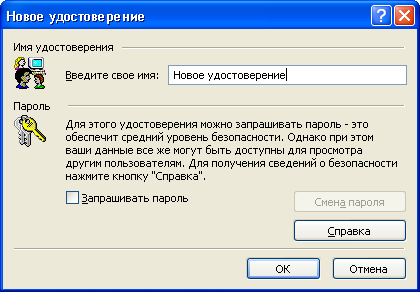 Новое удостоверение
Имя удостоверения
Введите свое имя: Новое удостоверение
Пароль
Для этого удостоверения можно запрашивать пароль - это
обеспечит средний уровень безопасности. Однако при этом
ваши данные все же могут быть доступны для просмотра
другим пользователям. Для получения сведений о безопасности
нажмите кнопку "Справка".
Запрашивать пароль
Смена пароля
Справка
ОК
Отмена